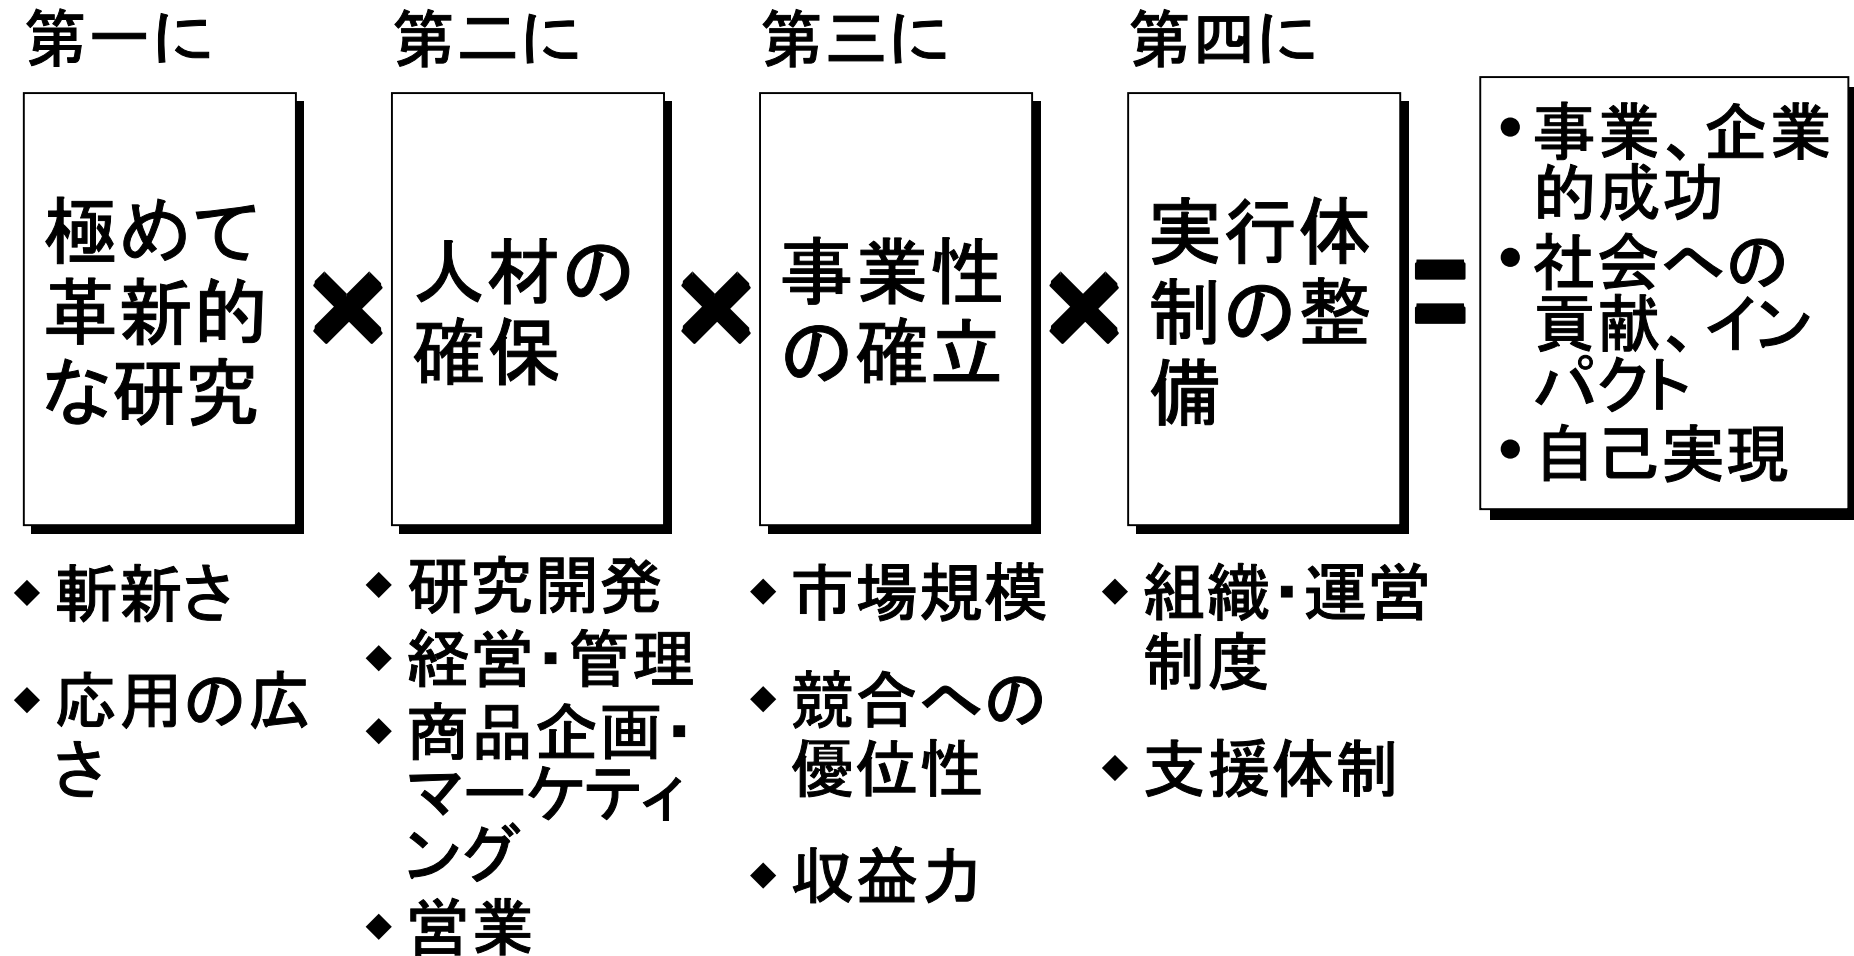 第一に
極めて
革新的
な研究
◆ 斬新さ
◆ 応用の広
さ
×
第二に
人材の
確保
◆ 研究開発
◆ 経営・管理
◆ 商品企画・
マーケティ
ング
◆ 営業
×
第三に
事業性
の確立
◆ 市場規模
◆ 競合への
優位性
◆ 収益力
×
第四に
実行体
制の整
備
◆ 組織・運営
制度
◆ 支援体制
=
• 事業、企業
的成功
• 社会への
貢献、イン
パクト
• 自己実現